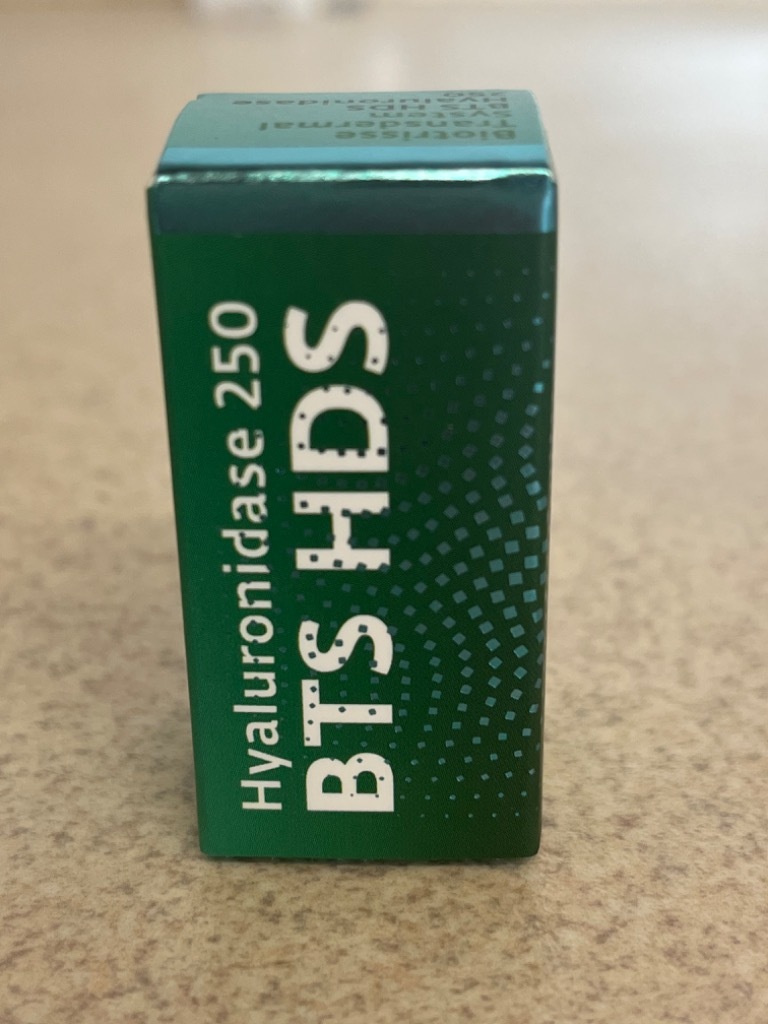 Biotrisse
Transdermal
System
BTS HDS
Hyaluronidase
250
Hyaluronidase 250
BTS HDS